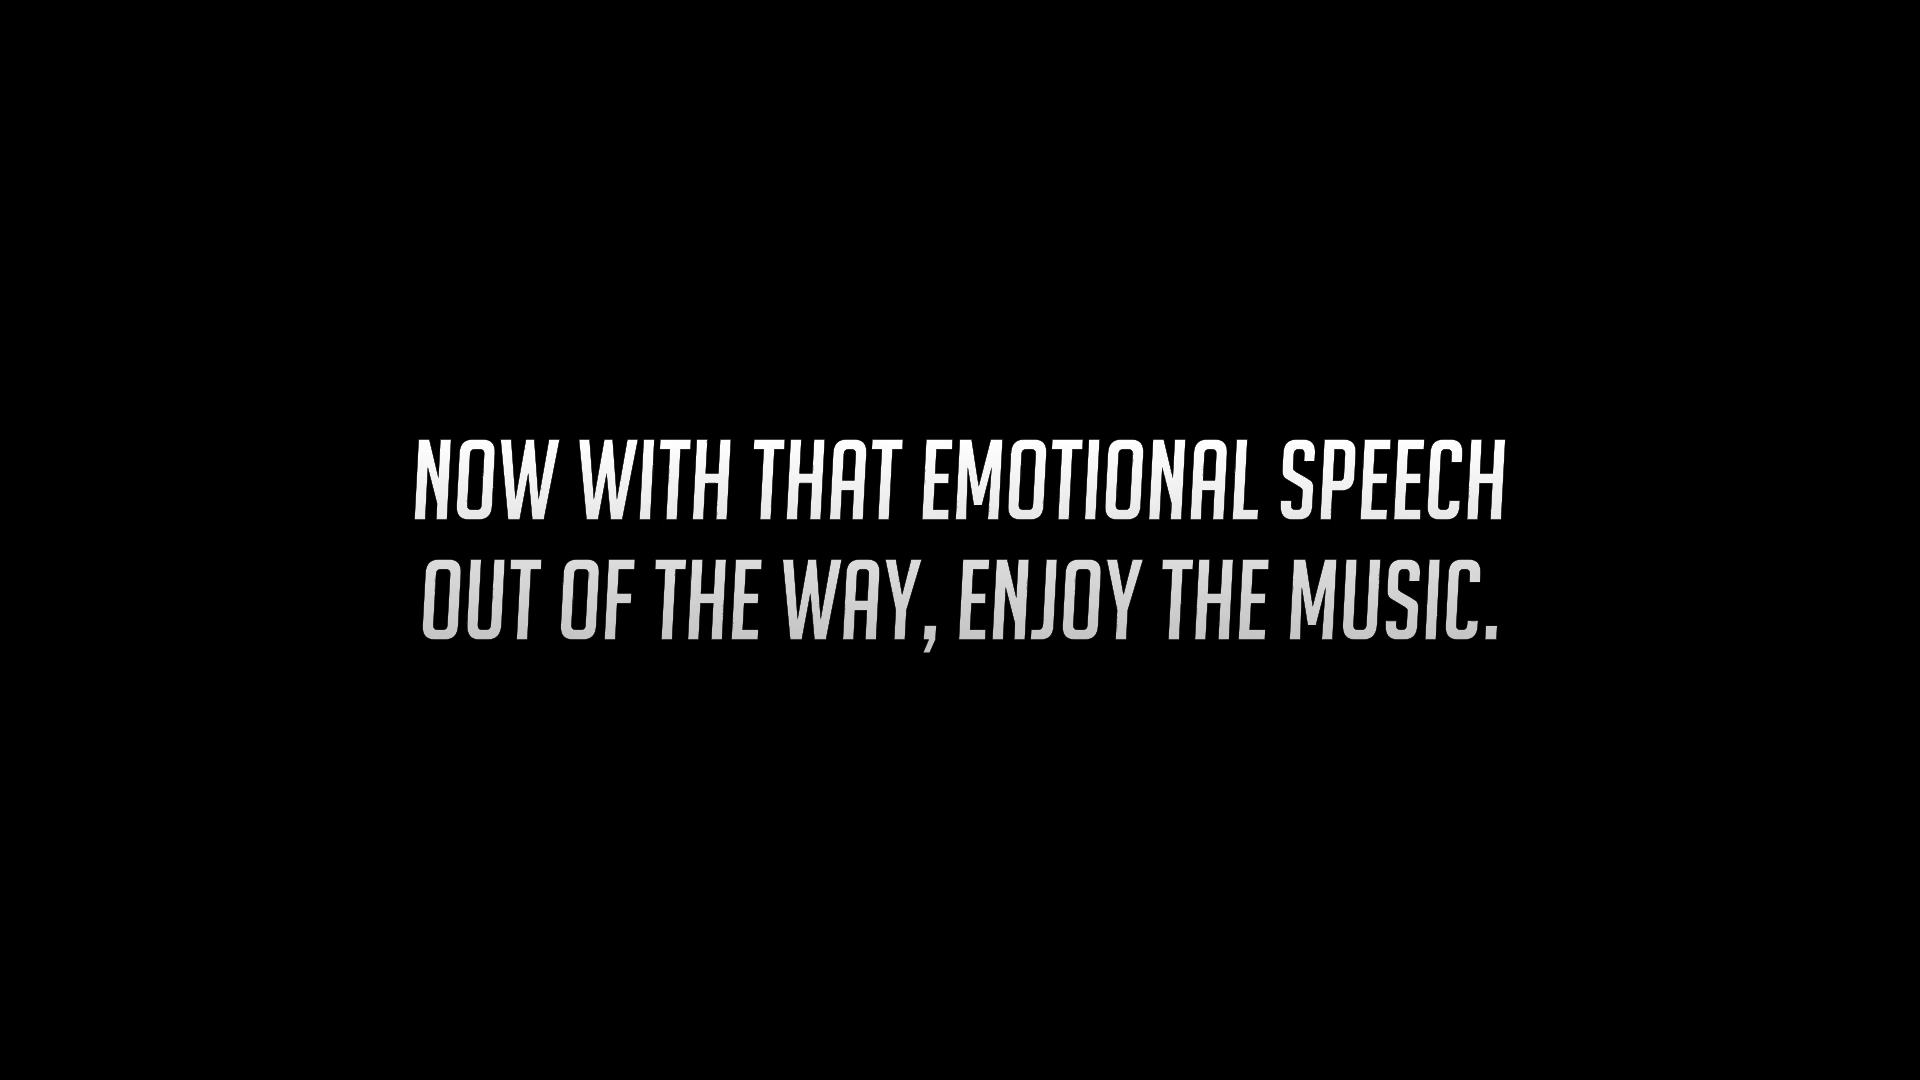 NOW WITH THAT EMOTIONAL SPEECH
OUT OF THE WAY, ENJOY THE MUSIC.